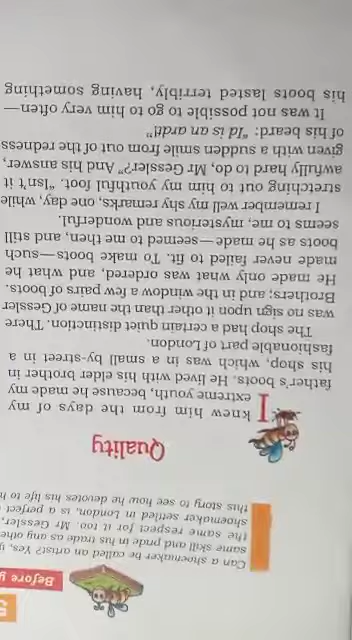 5
Before y
Can a shoemaker be called an artist? Yes,
same skill and pride in his trade as any othe
the same respect for it too. Mr Gessler,
shoemaker settled in London, is a perfect
this story to see how he devotes his life to h
Quality
I knew him from the days of my
extreme youth, because he made my
father's boots. He lived with his elder brother in
his shop, which was in a small by-street in a
fashionable part of London.
The shop had a certain quiet distinction. There
was no sign upon it other than the name of Gessler
Brothers; and in the window a few pairs of boots.
He made only what was ordered, and what he
made never failed to fit. To make boots—such
boots as he made—seemed to me then, and still
seems to me, mysterious and wonderful.
I remember well my shy remarks, one day, while
stretching out to him my youthful foot. "Isn't it
awfully hard to do, Mr Gessler?" And his answer,
given with a sudden smile from out of the redness
of his beard: "Id is an ardt!"
It was not possible to go to him very often—
his boots lasted terribly, having something